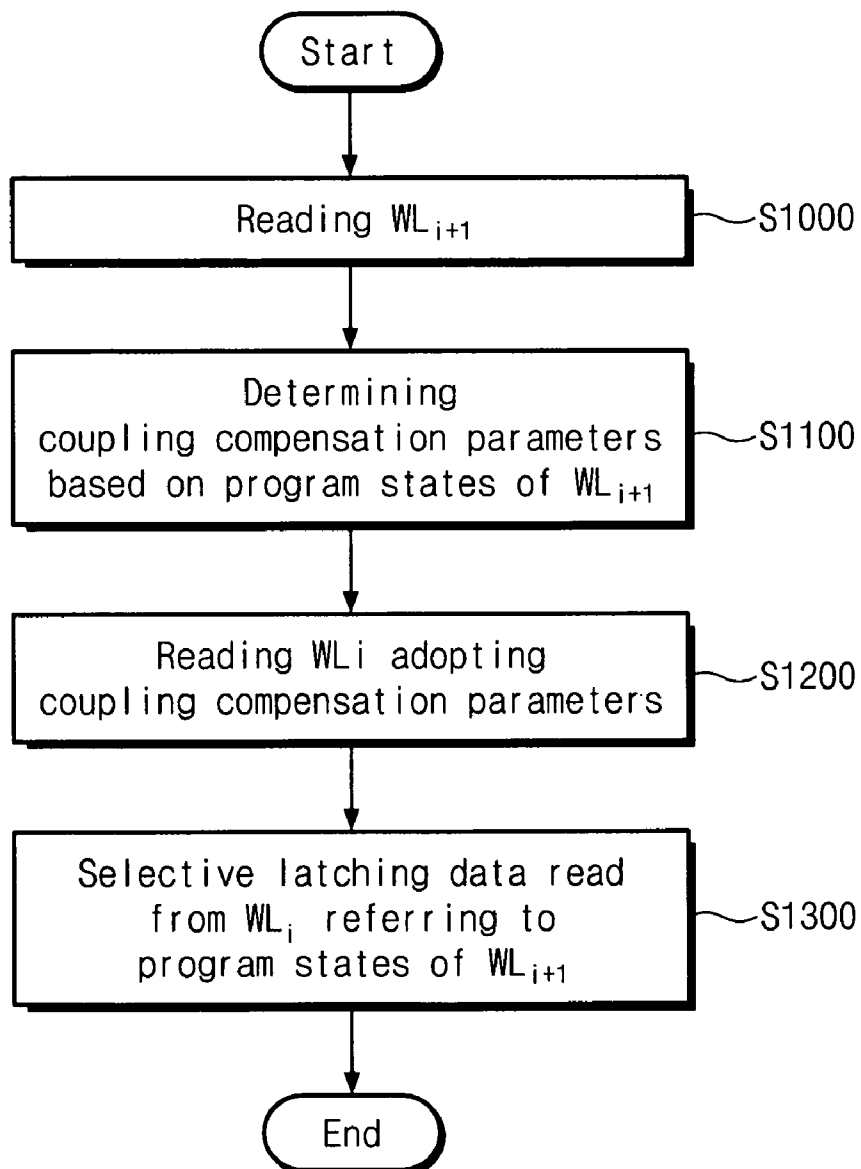 Start
Reading WLi+1
S1000
Determining
coupling compensation parameters
based on program states of WLi+1
S1100
Reading WLi adopting
coupling compensation parameters
S1200
Selective latching data read
from WLi referring to
program states of WLi+1
S1300
End